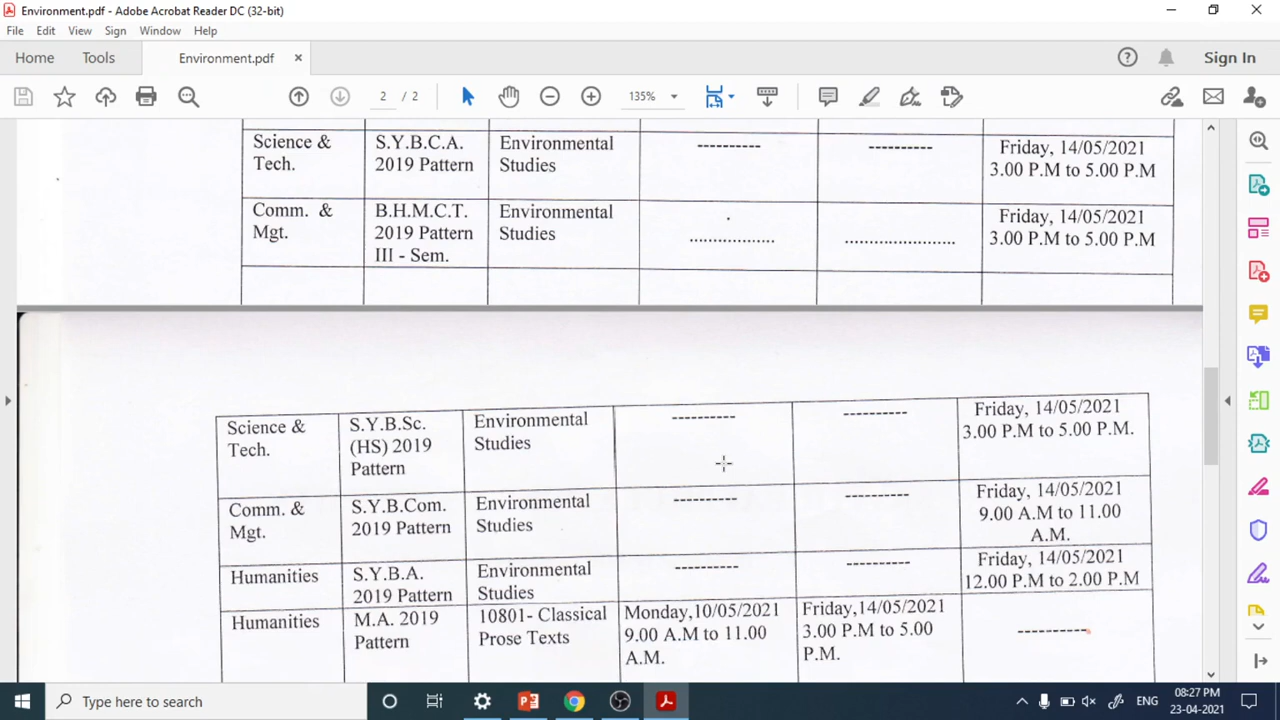 Environment.pdf - Adobe Acrobat Reader DC (32-bit)
File Edit View Sign Window Help
Home Tools Environment.pdf × Sign In
2 / 2 135%
Science & Tech.
S.Y.B.C.A. 2019 Pattern
Environmental Studies
----------
----------
Friday, 14/05/2021
3.00 P.M to 5.00 P.M
Comm. & Mgt.
B.H.M.C.T. 2019 Pattern III - Sem.
Environmental Studies
..................
.......................
Friday, 14/05/2021
3.00 P.M to 5.00 P.M
Science & Tech.
S.Y.B.Sc. (HS) 2019 Pattern
Environmental Studies
----------
----------
Friday, 14/05/2021
3.00 P.M to 5.00 P.M.
Comm. & Mgt.
S.Y.B.Com. 2019 Pattern
Environmental Studies
----------
----------
Friday, 14/05/2021
9.00 A.M to 11.00 A.M.
Humanities
S.Y.B.A. 2019 Pattern
Environmental Studies
----------
----------
Friday, 14/05/2021
12.00 P.M to 2.00 P.M
Humanities
M.A. 2019 Pattern
10801- Classical Prose Texts
Monday,10/05/2021
9.00 A.M to 11.00 A.M.
Friday,14/05/2021
3.00 P.M to 5.00 P.M.
----------
Type here to search
ENG
08:27 PM
23-04-2021